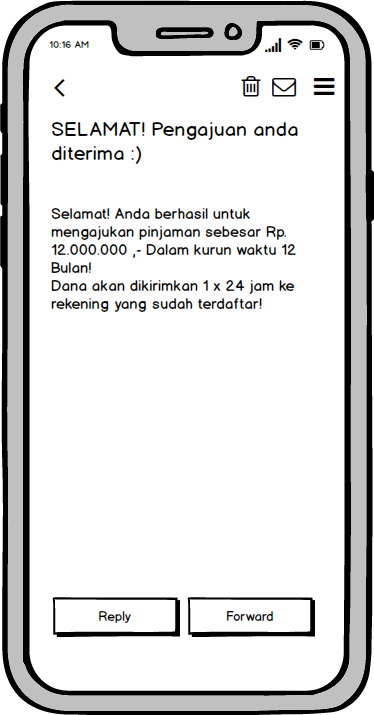 10:16 AM
SELAMAT! Pengajuan anda
diterima :)
Selamat! Anda berhasil untuk
mengajukan pinjaman sebesar Rp.
12.000.000 ,- Dalam kurun waktu 12
Bulan!
Dana akan dikirimkan 1 x 24 jam ke
rekening yang sudah terdaftar!
Reply
Forward